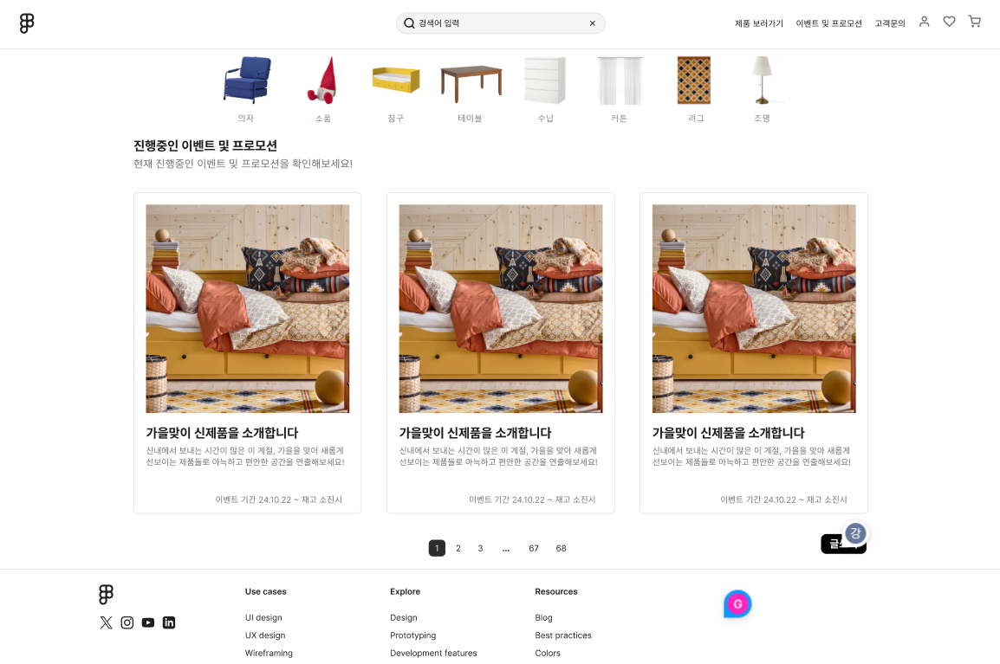 검색어 입력
제품 보러가기 이벤트 및 프로모션 고객문의
의자 소품 침구 테이블 수납 커튼 러그 조명
진행중인 이벤트 및 프로모션
현재 진행중인 이벤트 및 프로모션을 확인해보세요!
가을맞이 신제품을 소개합니다
신내에서 보내는 시간이 많은 이 계절, 가을을 맞아 새롭게
선보이는 제품들로 아늑하고 편안한 공간을 연출해보세요!
이벤트 기간 24.10.22 ~ 재고 소진시
가을맞이 신제품을 소개합니다
신내에서 보내는 시간이 많은 이 계절, 가을을 맞아 새롭게
선보이는 제품들로 아늑하고 편안한 공간을 연출해보세요!
이벤트 기간 24.10.22 ~ 재고 소진시
가을맞이 신제품을 소개합니다
신내에서 보내는 시간이 많은 이 계절, 가을을 맞아 새롭게
선보이는 제품들로 아늑하고 편안한 공간을 연출해보세요!
이벤트 기간 24.10.22 ~ 재고 소진시
1 2 3 ... 67 68
강
Use cases
UI design
UX design
Wireframing
Explore
Design
Prototyping
Development features
Resources
Blog
Best practices
Colors
G